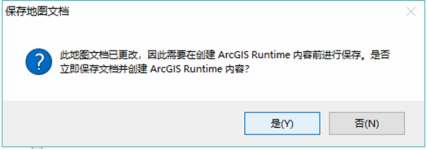 保存地图文档
此地图文档已更改，因此需要在创建 ArcGIS Runtime 内容前进行保存。是否
立即保存文档并创建 ArcGIS Runtime 内容?
是(Y)
否(N)